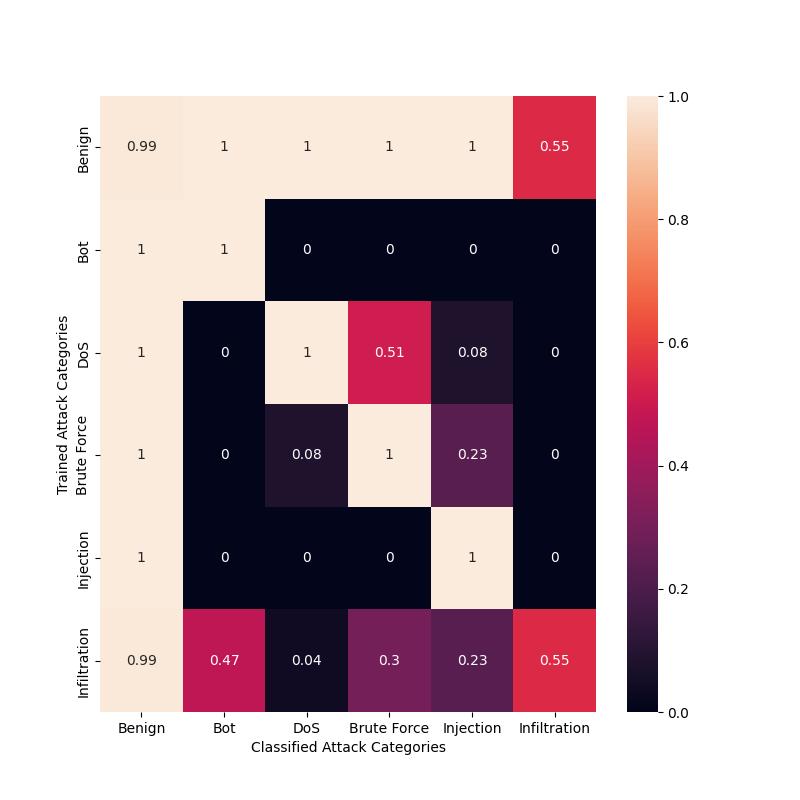 Benign 0.99 1 1 1 1 0.55
Bot 1 1 0 0 0 0
DoS 1 0 1 0.51 0.08 0
Brute Force 1 0 0.08 1 0.23 0
Injection 1 0 0 0 1 0
Infiltration 0.99 0.47 0.04 0.3 0.23 0.55
Trained Attack Categories
Benign Bot DoS Brute Force Injection Infiltration
Classified Attack Categories
1.0
0.8
0.6
0.4
0.2
0.0